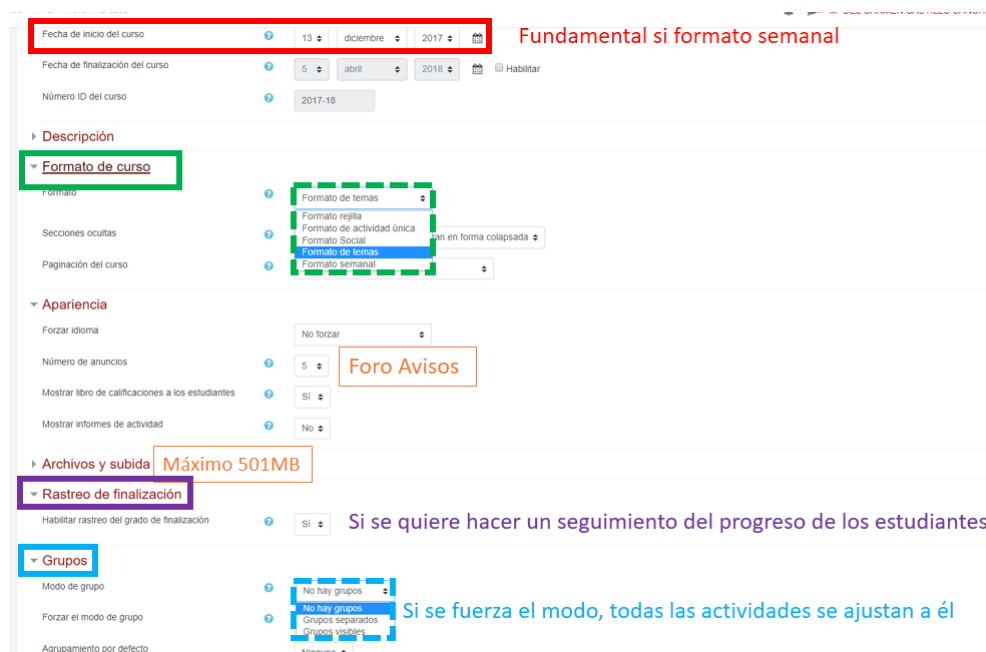 Fecha de inicio del curso 13 diciembre 2017 Fundamental si formato semanal
Fecha de finalización del curso 5 abril 2018 Habilitar
Número ID del curso 2017-18
Descripción
Formato de curso
Formato Formato de temas
Formato rejilla
Formato de actividad única
Secciones ocultas Formato Social an en forma colapsada
Formato de temas
Paginación del curso Formato semanal
Apariencia
Forzar idioma No forzar
Número de anuncios 5 Foro Avisos
Mostrar libro de calificaciones a los estudiantes Sí
Mostrar informes de actividad No
Archivos y subida Máximo 501MB
Rastreo de finalización
Habilitar rastreo del grado de finalización Sí Si se quiere hacer un seguimiento del progreso de los estudiantes
Grupos
Modo de grupo No hay grupos
No hay grupos Si se fuerza el modo, todas las actividades se ajustan a él
Forzar el modo de grupo Grupos separados
Grupos visibles
Agrupamiento por defecto Ninguno